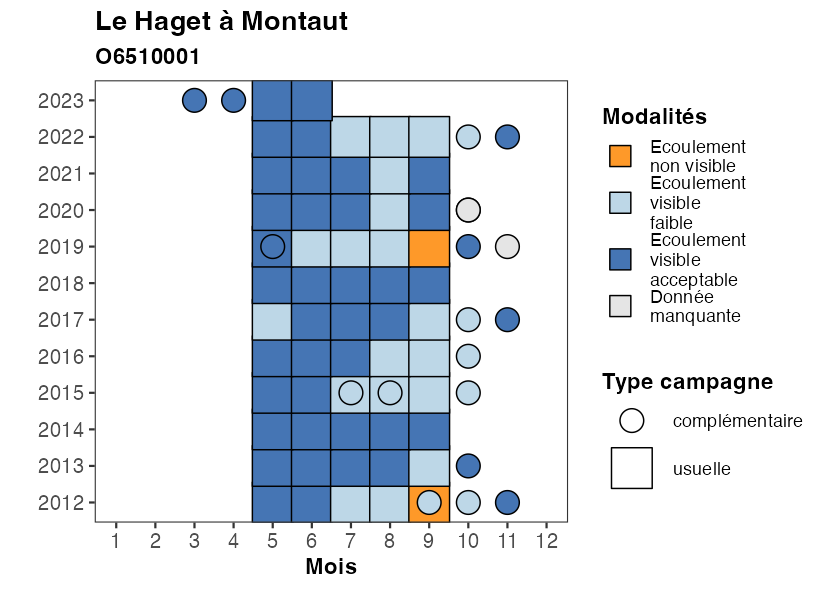 Le Haget à Montaut
O6510001
2023
2022
2021
2020
2019
2018
2017
2016
2015
2014
2013
2012
1 2 3 4 5 6 7 8 9 10 11 12
Mois
Modalités
Ecoulement
non visible
Ecoulement
visible
faible
Ecoulement
visible
acceptable
Donnée
manquante
Type campagne
complémentaire
usuelle